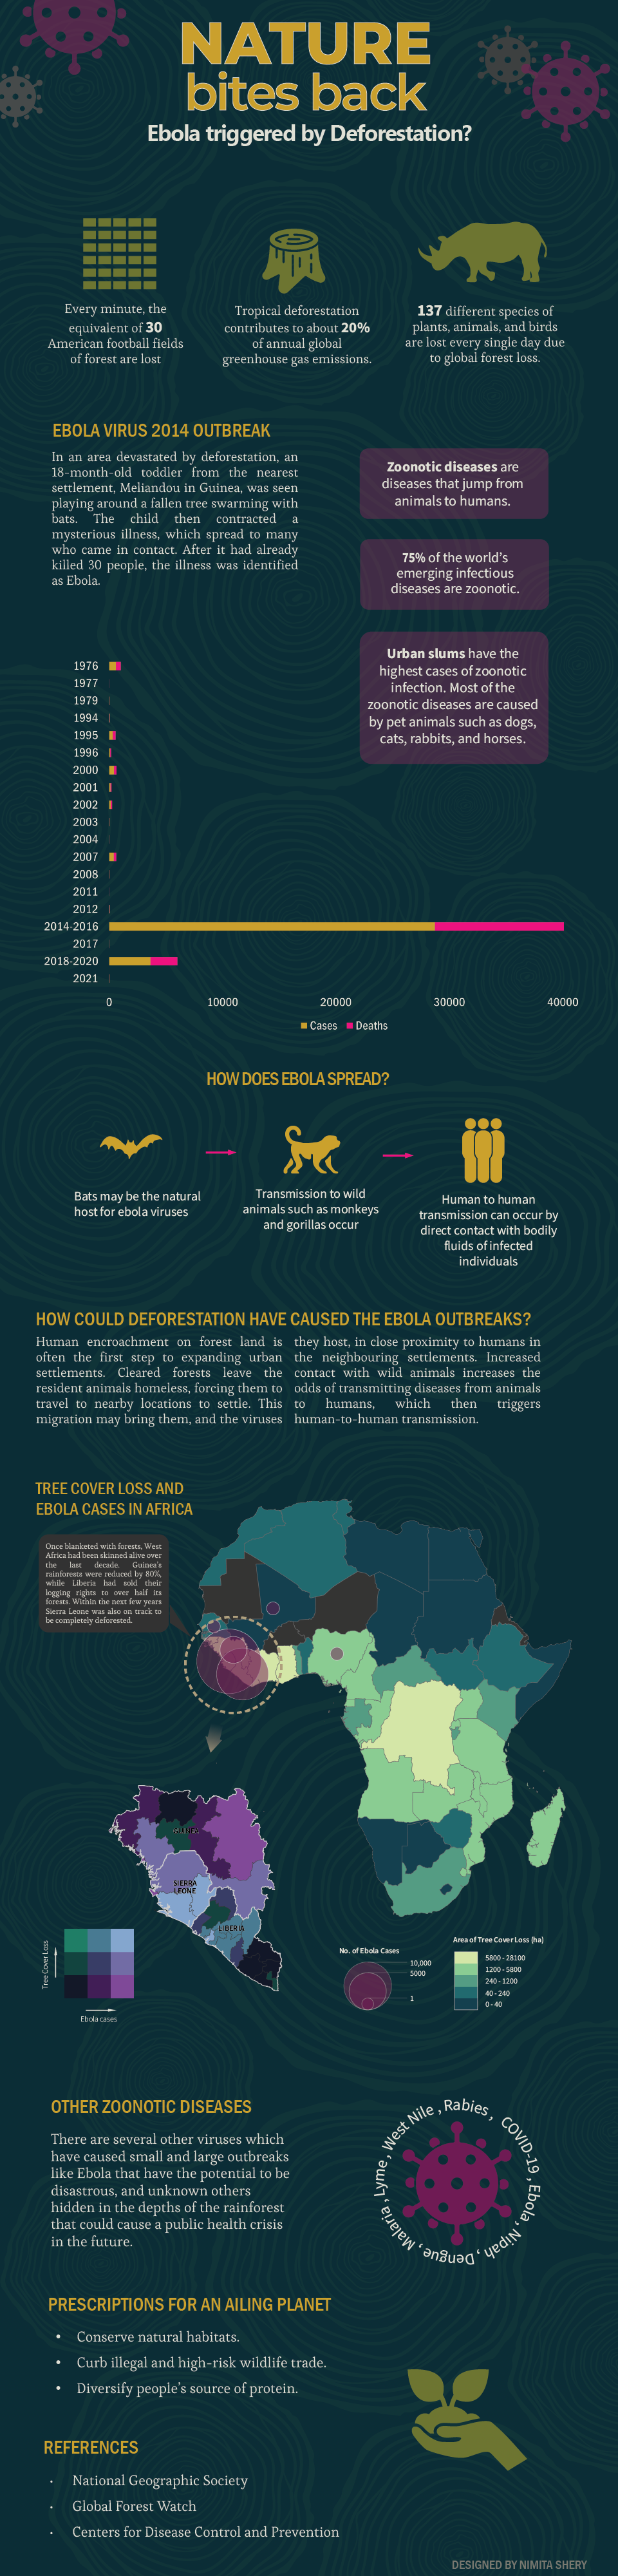 NATURE
bites back
Ebola triggered by Deforestation?
Every minute, the
equivalent of 30
American football fields
of forest are lost
Tropical deforestation
contributes to about 20%
of annual global
greenhouse gas emissions.
137 different species of
plants, animals, and birds
are lost every single day due
to global forest loss.
EBOLA VIRUS 2014 OUTBREAK
In an area devastated by deforestation, an
18-month-old toddler from the nearest
settlement, Meliandou in Guinea, was seen
playing around a fallen tree swarming with
bats. The child then contracted a
mysterious illness, which spread to many
who came in contact. After it had already
killed 30 people, the illness was identified
as Ebola.
Zoonotic diseases are
diseases that jump from
animals to humans.
75% of the world's
emerging infectious
diseases are zoonotic.
Urban slums have the
highest cases of zoonotic
infection. Most of the
zoonotic diseases are caused
by pet animals such as dogs,
cats, rabbits, and horses.
1976
1977
1979
1994
1995
1996
2000
2001
2002
2003
2004
2007
2008
2011
2012
2014-2016
2017
2018-2020
2021
0 10000 20000 30000 40000
Cases Deaths
HOW DOES EBOLA SPREAD?
Bats may be the natural
host for ebola viruses
Transmission to wild
animals such as monkeys
and gorillas occur
Human to human
transmission can occur by
direct contact with bodily
fluids of infected
individuals
HOW COULD DEFORESTATION HAVE CAUSED THE EBOLA OUTBREAKS?
Human encroachment on forest land is
often the first step to expanding urban
settlements. Cleared forests leave the
resident animals homeless, forcing them to
travel to nearby locations to settle. This
migration may bring them, and the viruses
they host, in close proximity to humans in
the neighbouring settlements. Increased
contact with wild animals increases the
odds of transmitting diseases from animals
to humans, which then triggers
human-to-human transmission.
TREE COVER LOSS AND
EBOLA CASES IN AFRICA
Once blanketed with forests, West
Africa had been skinned alive over
the last decade. Guinea's
rainforests were reduced by 80%,
while Liberia had sold their
logging rights to over half its
forests. Within the next few years
Sierra Leone was also on track to
be completely deforested.
GUINEA
SIERRA
LEONE
LIBERIA
Tree Cover Loss
Ebola cases
No. of Ebola Cases
10,000
5000
1
Area of Tree Cover Loss (ha)
5800 - 28100
1200 - 5800
240 - 1200
40 - 240
0 - 40
OTHER ZOONOTIC DISEASES
There are several other viruses which
have caused small and large outbreaks
like Ebola that have the potential to be
disastrous, and unknown others
hidden in the depths of the rainforest
that could cause a public health crisis
in the future.
Lyme, West Nile , Rabies, COVID-19 , Ebola , Nipah , Dengue , Malaria ,
PRESCRIPTIONS FOR AN AILING PLANET
• Conserve natural habitats.
• Curb illegal and high-risk wildlife trade.
• Diversify people's source of protein.
REFERENCES
• National Geographic Society
• Global Forest Watch
• Centers for Disease Control and Prevention
DESIGNED BY NIMITA SHERY